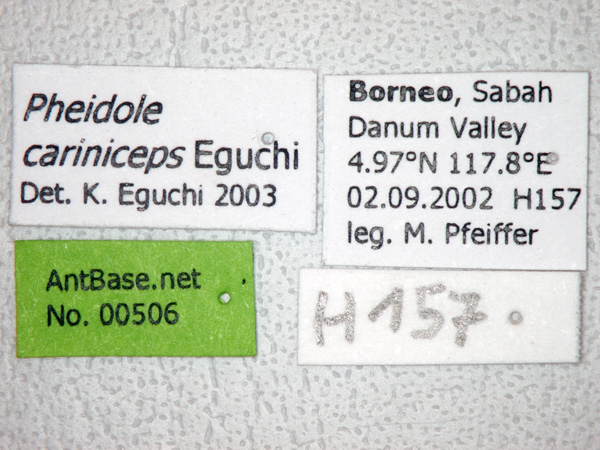 Pheidole
cariniceps Eguchi
Det. K. Eguchi 2003
Borneo, Sabah
Danum Valley
4.97°N 117.8°E
02.09.2002 H157
leg. M. Pfeiffer
AntBase.net
No. 00506
H157